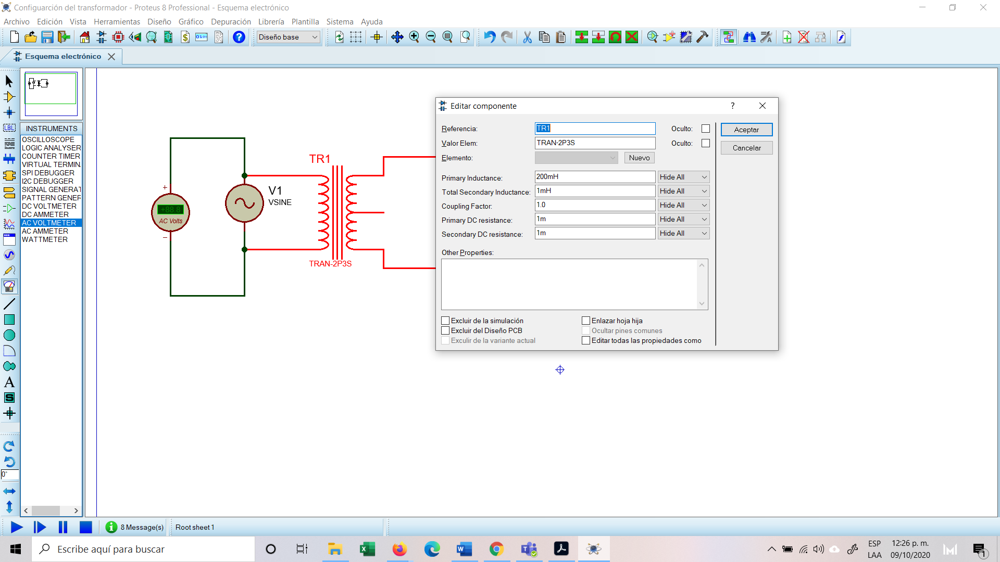 Configuarción del transformador - Proteus 8 Professional - Esquema electrónico
Archivo Edición Vista Herramientas Diseño Gráfico Depuración Librería Plantilla Sistema Ayuda
Diseño base
Esquema electrónico
INSTRUMENTS
OSCILLOSCOPE
LOGIC ANALYSER
COUNTER TIMER
VIRTUAL TERMIN
SPI DEBUGGER
I2C DEBUGGER
SIGNAL GENERAT
PATTERN GENER
DC VOLTMETER
DC AMMETER
AC VOLTMETER
AC AMMETER
WATTMETER
LBL
A
S
0°
+
+88.8
AC Volts
−
V1
VSINE
TR1
TRAN-2P3S
Editar componente ?
Referencia: TR1 Oculto:
Valor Elem: TRAN-2P3S Oculto:
Elemento: Nuevo
Primary Inductance: 200mH Hide All
Total Secondary Inductance: 1mH Hide All
Coupling Factor: 1.0 Hide All
Primary DC resistance: 1m Hide All
Secondary DC resistance: 1m Hide All
Other Properties:
Excluir de la simulación Enlazar hoja hija
Excluir del Diseño PCB Ocultar pines comunes
Exculir de la variante actual Editar todas las propiedades como
Aceptar
Cancelar
8 Message(s) Root sheet 1
Escribe aquí para buscar
ESP
LAA
12:26 p. m.
09/10/2020
1